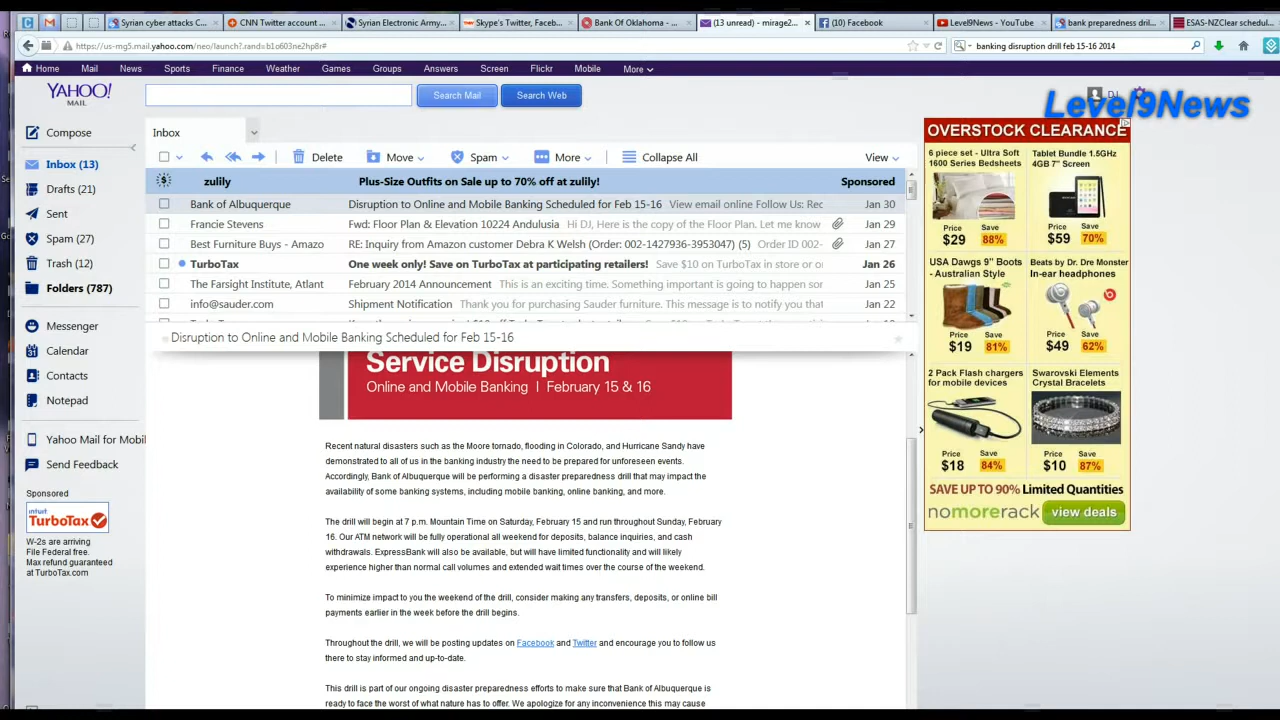 Syrian cyber attacks C...
CNN Twitter account ...
Syrian Electronic Army...
Skype's Twitter, Faceb...
Bank Of Oklahoma - ...
(13 unread) - mirage2...
(10) Facebook
Level9News - YouTube
bank preparedness dril...
ESAS-NZClear schedul...
https://us-mg5.mail.yahoo.com/neo/launch?.rand=b1o603ne2hp8r#
banking disruption drill feb 15-16 2014
Home Mail News Sports Finance Weather Games Groups Answers Screen Flickr Mobile More
YAHOO!
MAIL
Search Mail
Search Web
DJ
Level9News
Compose
Inbox (13)
Drafts (21)
Sent
Spam (27)
Trash (12)
Folders (787)
Messenger
Calendar
Contacts
Notepad
Yahoo Mail for Mobil
Send Feedback
Sponsored
intuit
TurboTax
W-2s are arriving
File Federal free.
Max refund guaranteed
at TurboTax.com
Inbox
Delete Move Spam More Collapse All View
zulily Plus-Size Outfits on Sale up to 70% off at zulily! Sponsored
Bank of Albuquerque Disruption to Online and Mobile Banking Scheduled for Feb 15-16 View email online Follow Us: Rec Jan 30
Francie Stevens Fwd: Floor Plan & Elevation 10224 Andalusia Hi DJ, Here is the copy of the Floor Plan. Let me know Jan 29
Best Furniture Buys - Amazo RE: Inquiry from Amazon customer Debra K Welsh (Order: 002-1427936-3953047) (5) Order ID 002- Jan 27
TurboTax One week only! Save on TurboTax at participating retailers! Save $10 on TurboTax in store or on Jan 26
The Farsight Institute, Atlant February 2014 Announcement This is an exciting time. Something important is going to happen son Jan 25
info@sauder.com Shipment Notification Thank you for purchasing Sauder furniture. This message is to notify you that Jan 22
Disruption to Online and Mobile Banking Scheduled for Feb 15-16
Service Disruption
Online and Mobile Banking | February 15 & 16
Recent natural disasters such as the Moore tornado, flooding in Colorado, and Hurricane Sandy have
demonstrated to all of us in the banking industry the need to be prepared for unforeseen events.
Accordingly, Bank of Albuquerque will be performing a disaster preparedness drill that may impact the
availability of some banking systems, including mobile banking, online banking, and more.
The drill will begin at 7 p.m. Mountain Time on Saturday, February 15 and run throughout Sunday, February
16. Our ATM network will be fully operational all weekend for deposits, balance inquiries, and cash
withdrawals. ExpressBank will also be available, but will have limited functionality and will likely
experience higher than normal call volumes and extended wait times over the course of the weekend.
To minimize impact to you the weekend of the drill, consider making any transfers, deposits, or online bill
payments earlier in the week before the drill begins.
Throughout the drill, we will be posting updates on Facebook and Twitter and encourage you to follow us
there to stay informed and up-to-date.
This drill is part of our ongoing disaster preparedness efforts to make sure that Bank of Albuquerque is
ready to face the worst of what nature has to offer. We apologize for any inconvenience this may cause
OVERSTOCK CLEARANCE
6 piece set - Ultra Soft
1600 Series Bedsheets
Price
$29
Save
88%
Tablet Bundle 1.5GHz
4GB 7" Screen
Price
$59
Save
70%
USA Dawgs 9" Boots
- Australian Style
Price
$19
Save
81%
Beats by Dr. Dre Monster
In-ear headphones
Price
$49
Save
62%
2 Pack Flash chargers
for mobile devices
Price
$18
Save
84%
Swarovski Elements
Crystal Bracelets
Price
$10
Save
87%
SAVE UP TO 90% Limited Quantities
nomorerack view deals